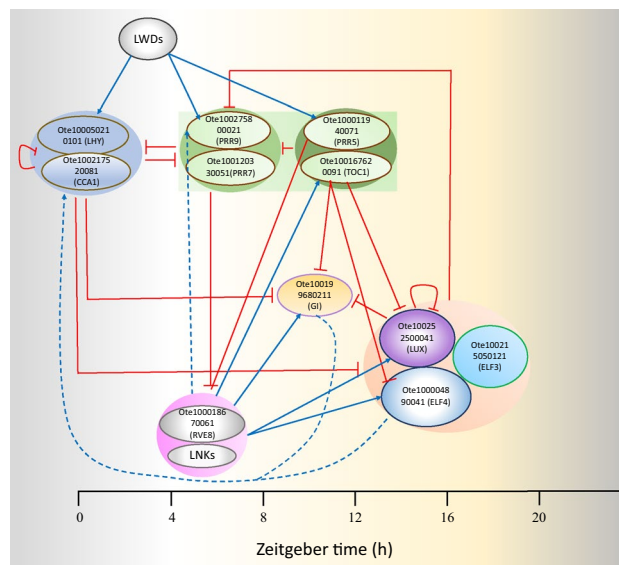 LWDs
Ote10005021
0101 (LHY)
Ote1002175
20081
(CCA1)
Ote1002758
00021
(PRR9)
Ote1001203
30051(PRR7)
Ote1000119
40071
(PRR5)
Ote10016762
0091 (TOC1)
Ote10019
9680211
(GI)
Ote10025
2500041
(LUX)
Ote10021
5050121
(ELF3)
Ote1000048
90041 (ELF4)
Ote1000186
70061
(RVE8)
LNKs
0 4 8 12 16 20
Zeitgeber time (h)